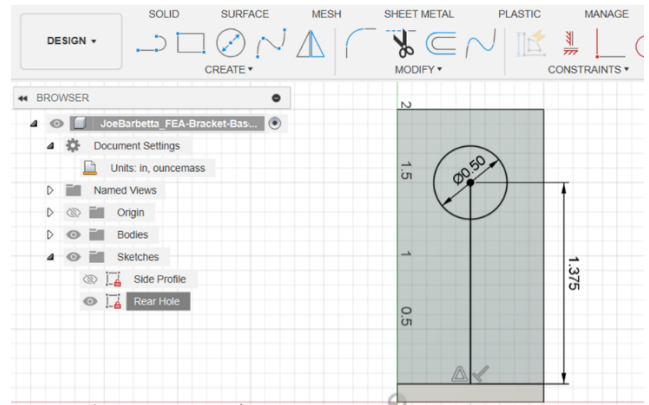 SOLID SURFACE MESH SHEET METAL PLASTIC MANAGE
DESIGN
CREATE MODIFY CONSTRAINTS
BROWSER
JoeBarbetta_FEA-Bracket-Bas...
Document Settings
Units: in, ouncemass
Named Views
Origin
Bodies
Sketches
Side Profile
Rear Hole
2
1.5
1
0.5
Ø0.50
1.375